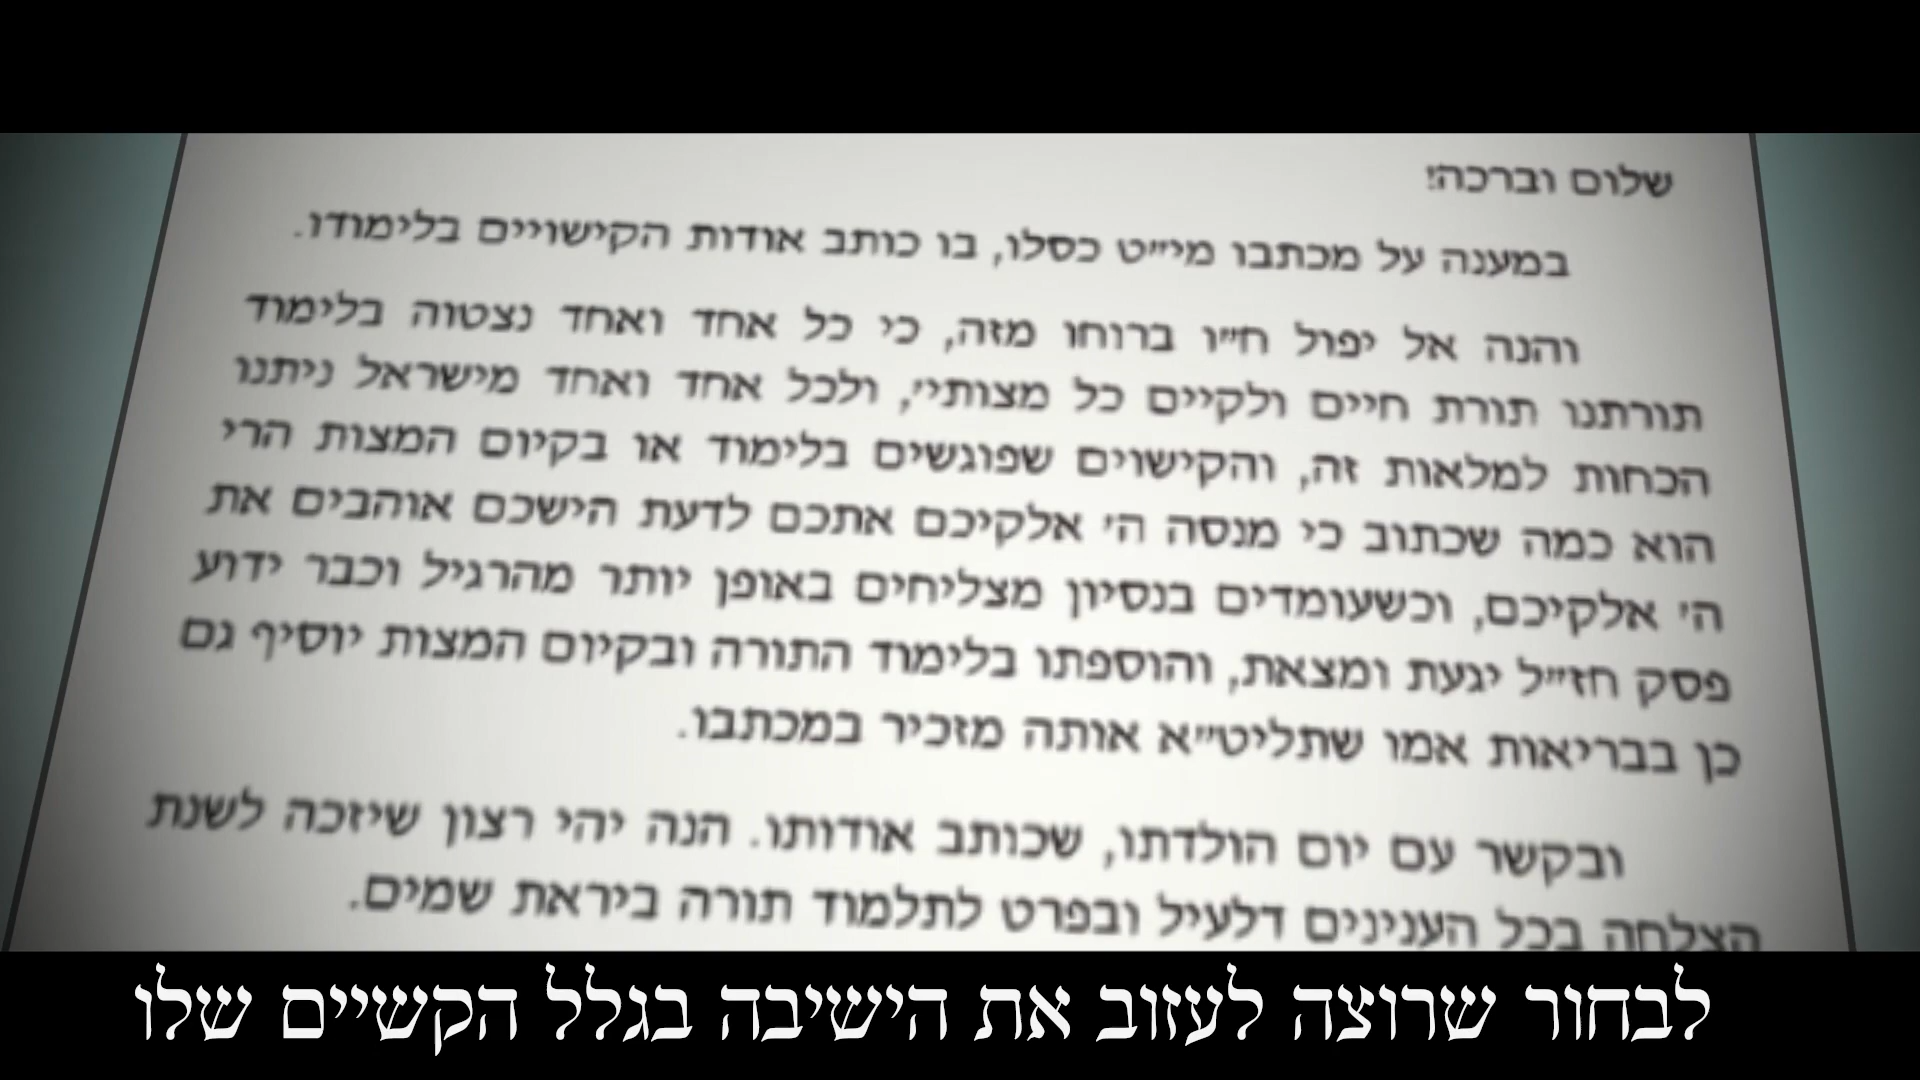 שלום וברכה!
במענה על מכתבו מי״ט כסלו, בו כותב אודות הקישויים בלימודו.
והנה אל יפול ח״ו ברוחו מזה, כי כל אחד ואחד נצטוה בלימוד
תורתנו תורת חיים ולקיים כל מצותי׳, ולכל אחד ואחד מישראל ניתנו
הכחות למלאות זה, והקישוים שפוגשים בלימוד או בקיום המצות הרי
הוא כמה שכתוב כי מנסה ה׳ אלקיכם אתכם לדעת הישכם אוהבים את
ה׳ אלקיכם, וכשעומדים בנסיון מצליחים באופן יותר מהרגיל וכבר ידוע
פסק חז״ל יגעת ומצאת, והוספתו בלימוד התורה ובקיום המצות יוסיף גם
כן בבריאות אמו שתליט״א אותה מזכיר במכתבו.
ובקשר עם יום הולדתו, שכותב אודותו. הנה יהי רצון שיזכה לשנת
הצלחה בכל הענינים דלעיל ובפרט לתלמוד תורה ביראת שמים.
לבחור שרוצה לעזוב את הישיבה בגלל הקשיים שלו